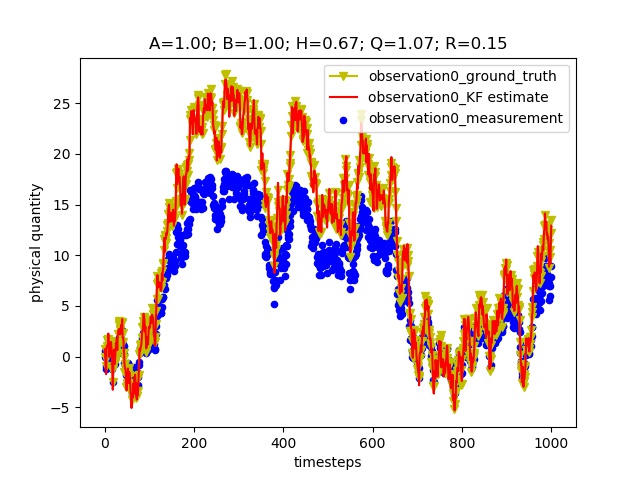 A=1.00; B=1.00; H=0.67; Q=1.07; R=0.15
observation0_ground_truth
observation0_KF estimate
observation0_measurement
physical quantity
25
20
15
10
5
0
−5
0 200 400 600 800 1000
timesteps